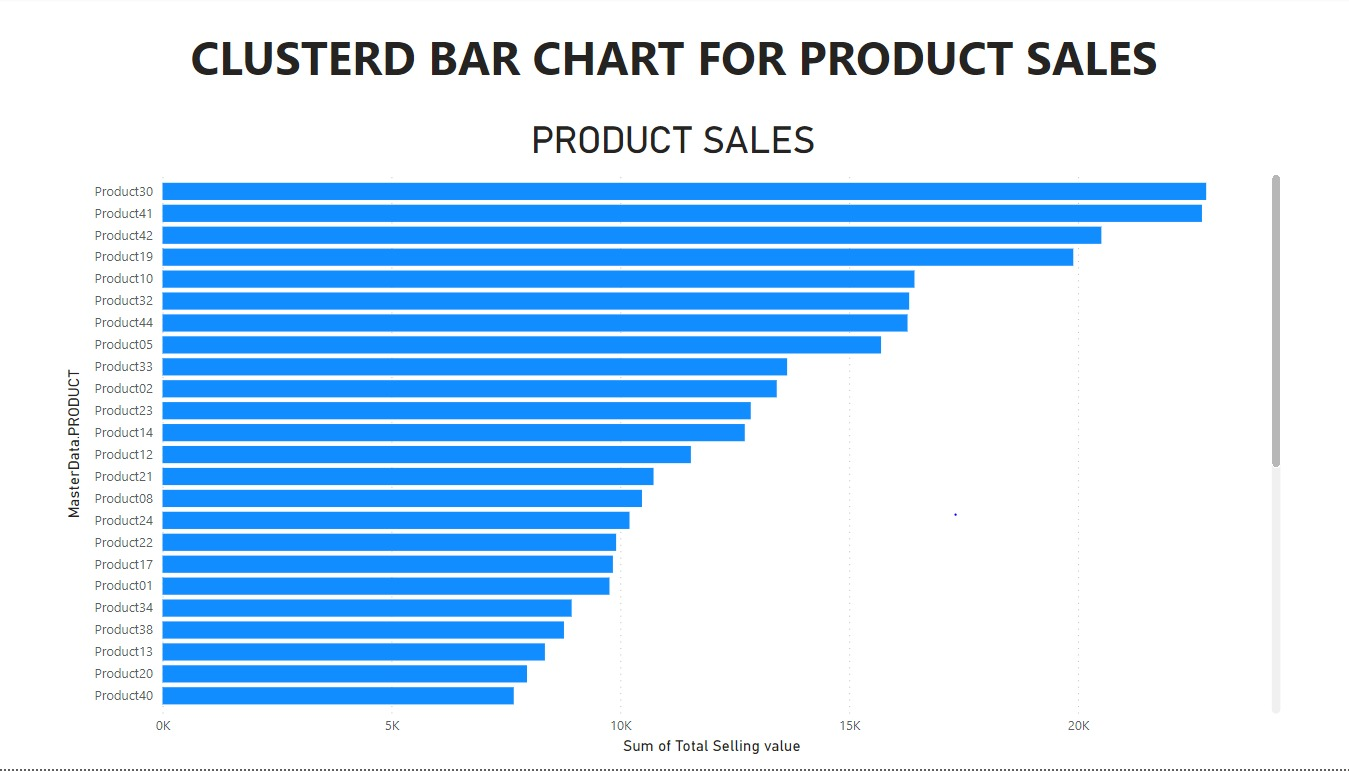 CLUSTERD BAR CHART FOR PRODUCT SALES
PRODUCT SALES
MasterData.PRODUCT
Product30
Product41
Product42
Product19
Product10
Product32
Product44
Product05
Product33
Product02
Product23
Product14
Product12
Product21
Product08
Product24
Product22
Product17
Product01
Product34
Product38
Product13
Product20
Product40
0K 5K 10K 15K 20K
Sum of Total Selling value